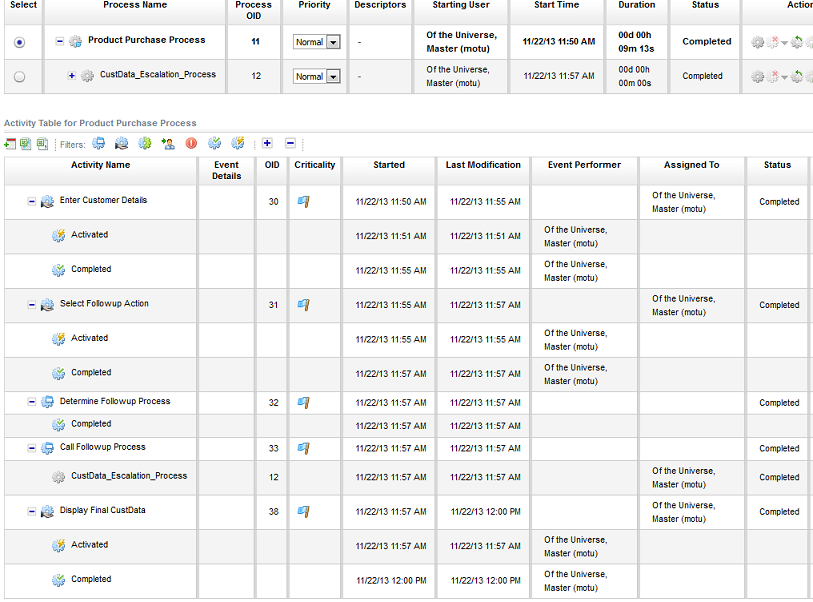 Select Process Name Process OID Priority Descriptors Starting User Start Time Duration Status Action
Product Purchase Process 11 Normal - Of the Universe, Master (motu) 11/22/13 11:50 AM 00d 00h 09m 13s Completed
CustData_Escalation_Process 12 Normal - Of the Universe, Master (motu) 11/22/13 11:57 AM 00d 00h 00m 00s Completed
Activity Table for Product Purchase Process
Filters:
Activity Name Event Details OID Criticality Started Last Modification Event Performer Assigned To Status
Enter Customer Details 30 11/22/13 11:50 AM 11/22/13 11:55 AM Of the Universe, Master (motu) Completed
Activated 11/22/13 11:51 AM 11/22/13 11:51 AM Of the Universe, Master (motu)
Completed 11/22/13 11:55 AM 11/22/13 11:55 AM Of the Universe, Master (motu)
Select Followup Action 31 11/22/13 11:55 AM 11/22/13 11:57 AM Of the Universe, Master (motu) Completed
Activated 11/22/13 11:55 AM 11/22/13 11:55 AM Of the Universe, Master (motu)
Completed 11/22/13 11:57 AM 11/22/13 11:57 AM Of the Universe, Master (motu)
Determine Followup Process 32 11/22/13 11:57 AM 11/22/13 11:57 AM Completed
Completed 11/22/13 11:57 AM 11/22/13 11:57 AM
Call Followup Process 33 11/22/13 11:57 AM 11/22/13 11:57 AM Completed
CustData_Escalation_Process 12 11/22/13 11:57 AM 11/22/13 11:57 AM Of the Universe, Master (motu) Completed
Display Final CustData 38 11/22/13 11:57 AM 11/22/13 12:00 PM Of the Universe, Master (motu) Completed
Activated 11/22/13 11:57 AM 11/22/13 11:57 AM Of the Universe, Master (motu)
Completed 11/22/13 12:00 PM 11/22/13 12:00 PM Of the Universe, Master (motu)